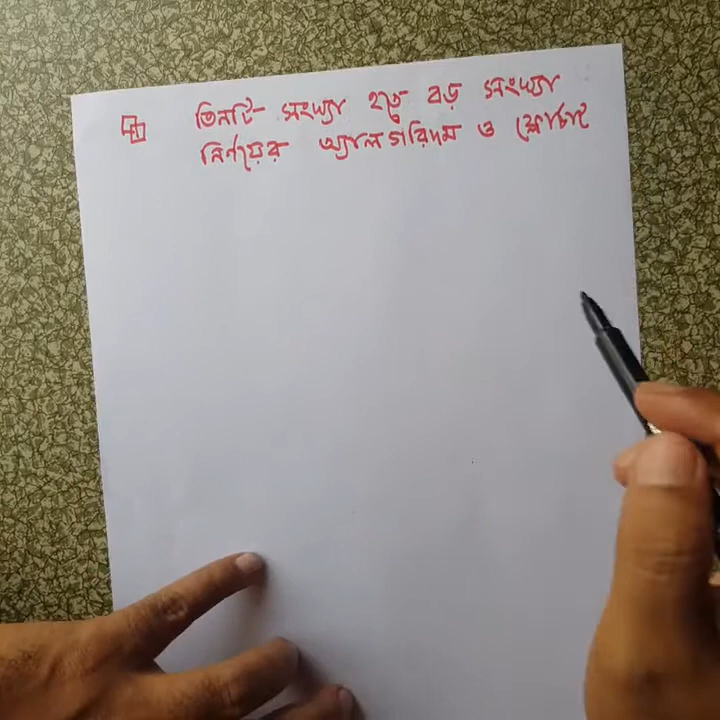 তিনটি সংখ্যা হতে বড় সংখ্যা
নির্ণয়ের অ্যালগরিদম ও ফ্লোচার্ট